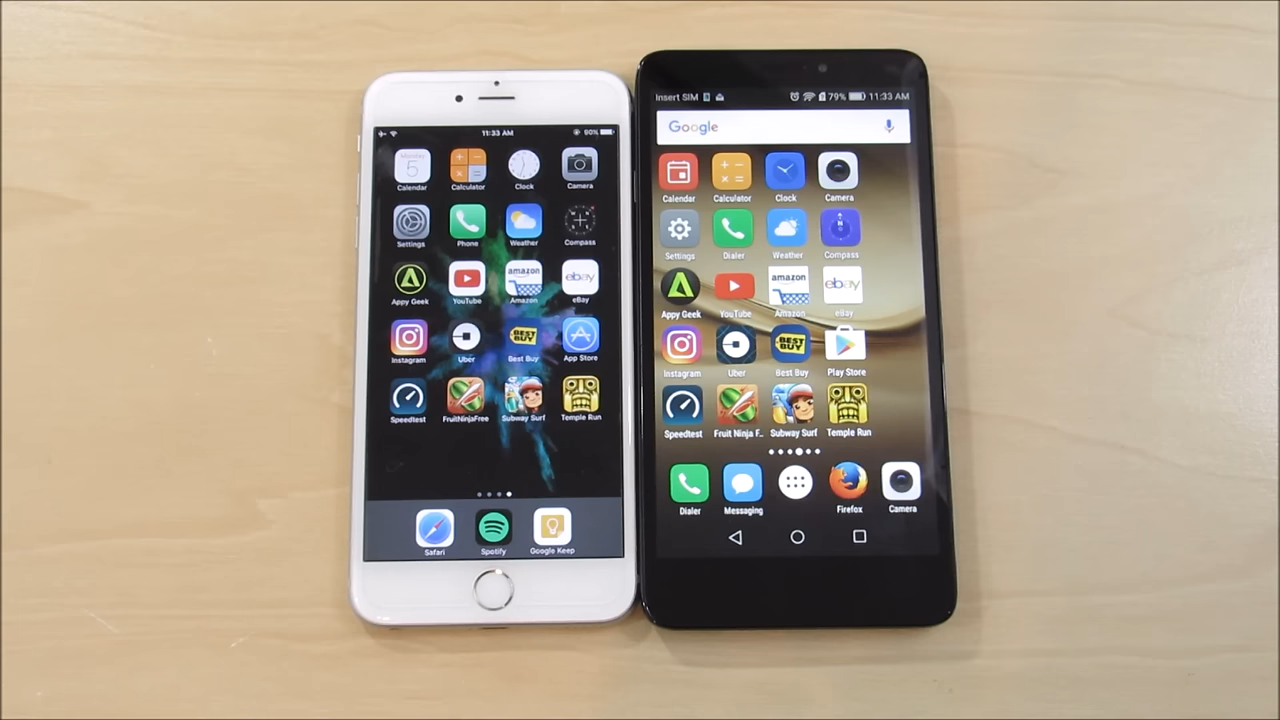 11:33 AM 90%
Monday
5
Calendar Calculator Clock Camera
Settings Phone Weather Compass
amazon ebay
Appy Geek YouTube Amazon eBay
BEST BUY
Instagram Uber Best Buy App Store
Speedtest FruitNinjaFree Subway Surf Temple Run
Safari Spotify Google Keep
Insert SIM 79% 11:33 AM
Google
Calendar Calculator Clock Camera
N
Settings Dialer Weather Compass
amazon ebay
Appy Geek YouTube Amazon eBay
BEST BUY
Instagram Uber Best Buy Play Store
Speedtest Fruit Ninja F.. Subway Surf Temple Run
Dialer Messaging Firefox Camera